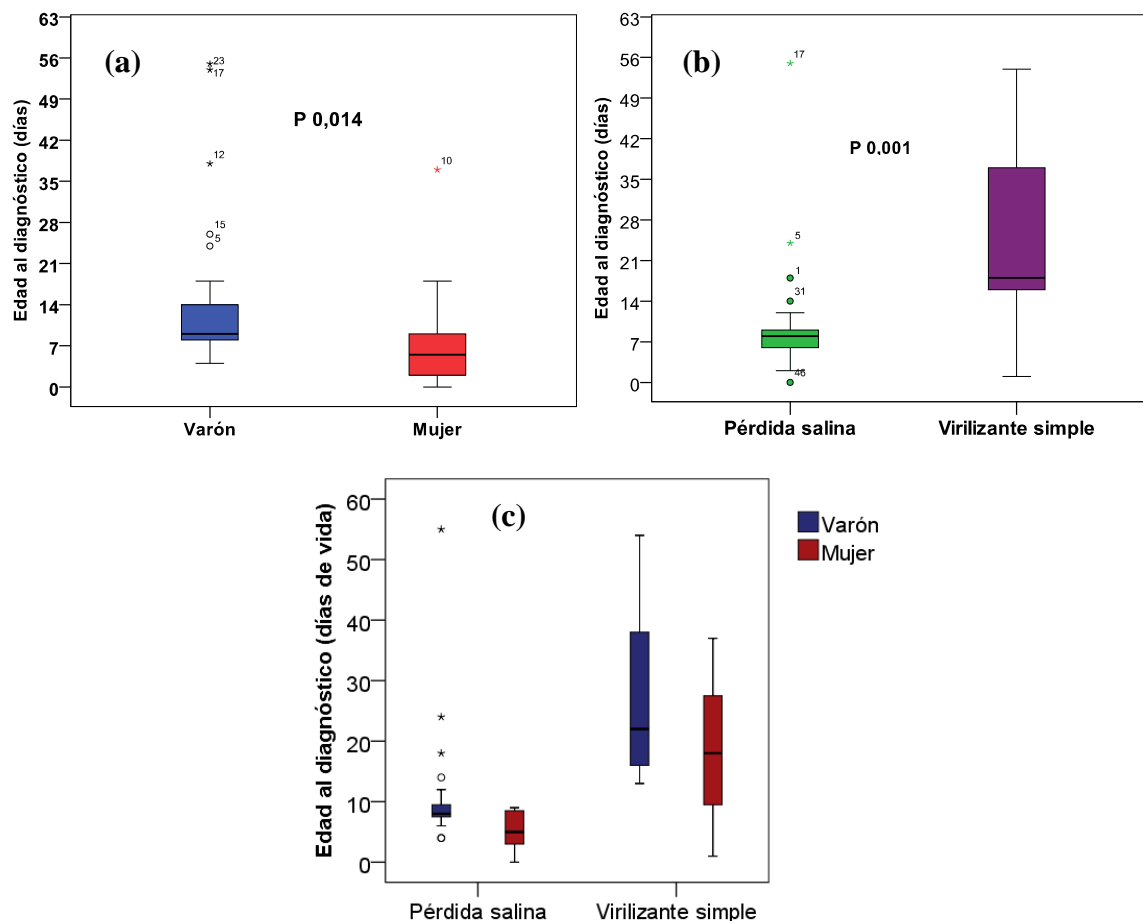 (a)
Edad al diagnóstico (días)
63
56
49
42
35
28
21
14
7
0
23
17
12
15
5
10
P 0,014
Varón Mujer
(b)
Edad al diagnóstico (días)
63
56
49
42
35
28
21
14
7
0
17
5
1
31
46
P 0,001
Pérdida salina Virilizante simple
(c)
Edad al diagnóstico (días de vida)
60
50
40
30
20
10
0
Varón
Mujer
Pérdida salina Virilizante simple